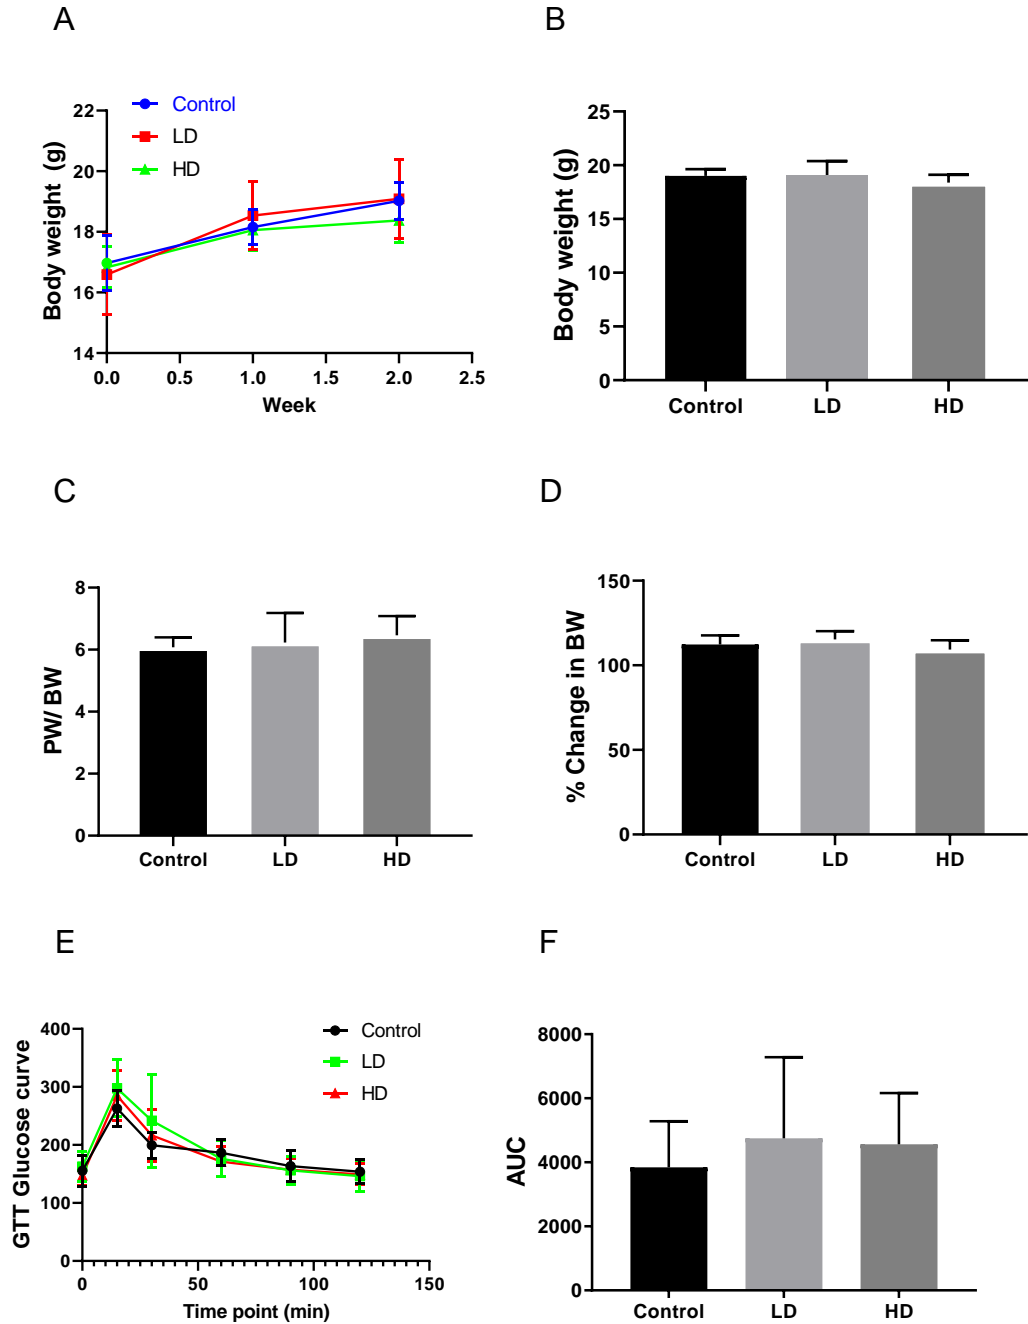 A
B
Control
LD
HD
Body weight (g)
22
20
18
16
14
0.0 0.5 1.0 1.5 2.0 2.5
Week
Body weight (g)
25
20
15
10
5
0
Control LD HD
C
D
PW/ BW
8
6
4
2
0
Control LD HD
% Change in BW
150
100
50
0
Control LD HD
E
F
GTT Glucose curve
400
300
200
100
0
Control
LD
HD
0 50 100 150
Time point (min)
AUC
8000
6000
4000
2000
0
Control LD HD